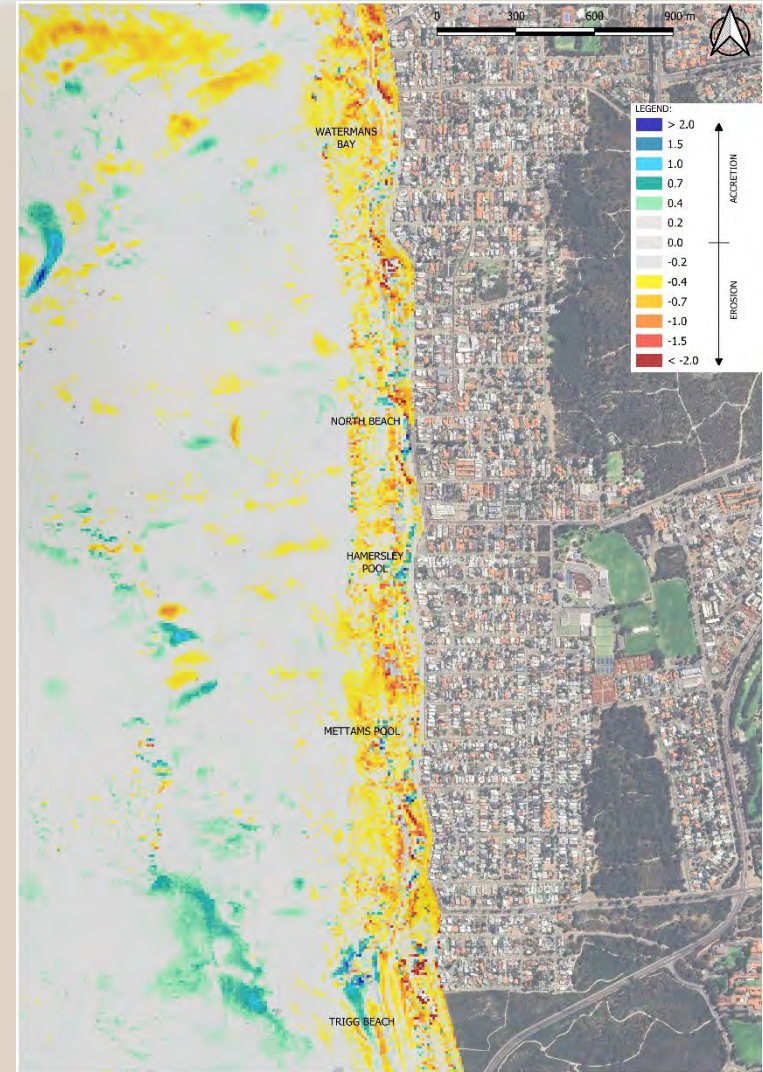 0 300 600 900 m
LEGEND:
> 2.0
1.5
1.0
0.7
0.4
0.2
0.0
-0.2
-0.4
-0.7
-1.0
-1.5
< -2.0
ACCRETION
EROSION
WATERMANS
BAY
NORTH BEACH
HAMERSLEY
POOL
METTAMS POOL
TRIGG BEACH